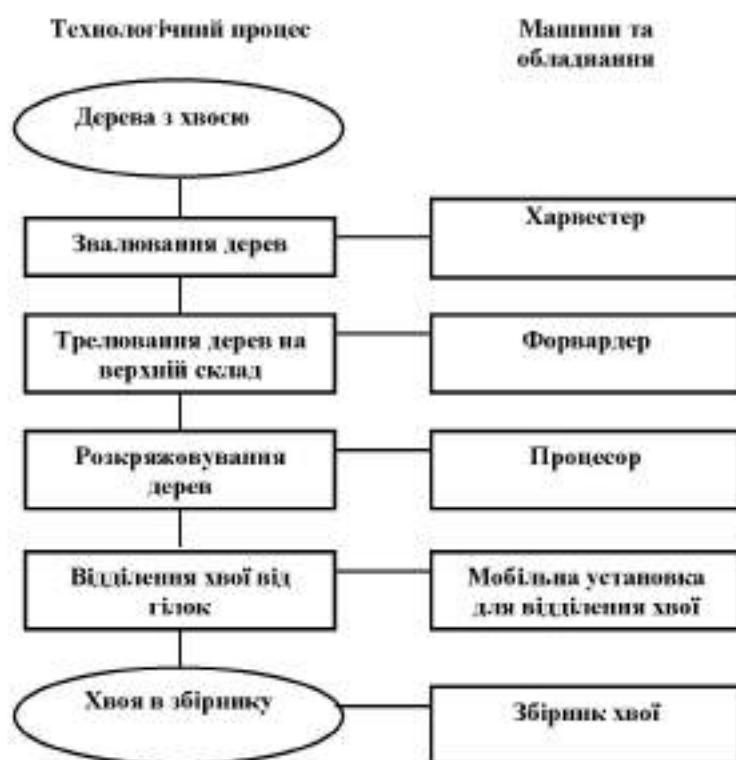 Технологічний процес
Машини та
обладнання
Дерева з хвоєю
Звалювання дерев
Харвестер
Трелювання дерев на
верхній склад
Форвардер
Розкряжовування
дерев
Процесор
Відділення хвої від
гілок
Мобільна установка
для відділення хвої
Хвоя в збірнику
Збірник хвої